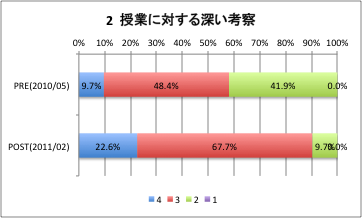 2 授業に対する深い考察
0% 10% 20% 30% 40% 50% 60% 70% 80% 90% 100%
PRE(2010/05) 9.7% 48.4% 41.9% 0.0%
POST(2011/02) 22.6% 67.7% 9.7% 0.0%
4 3 2 1